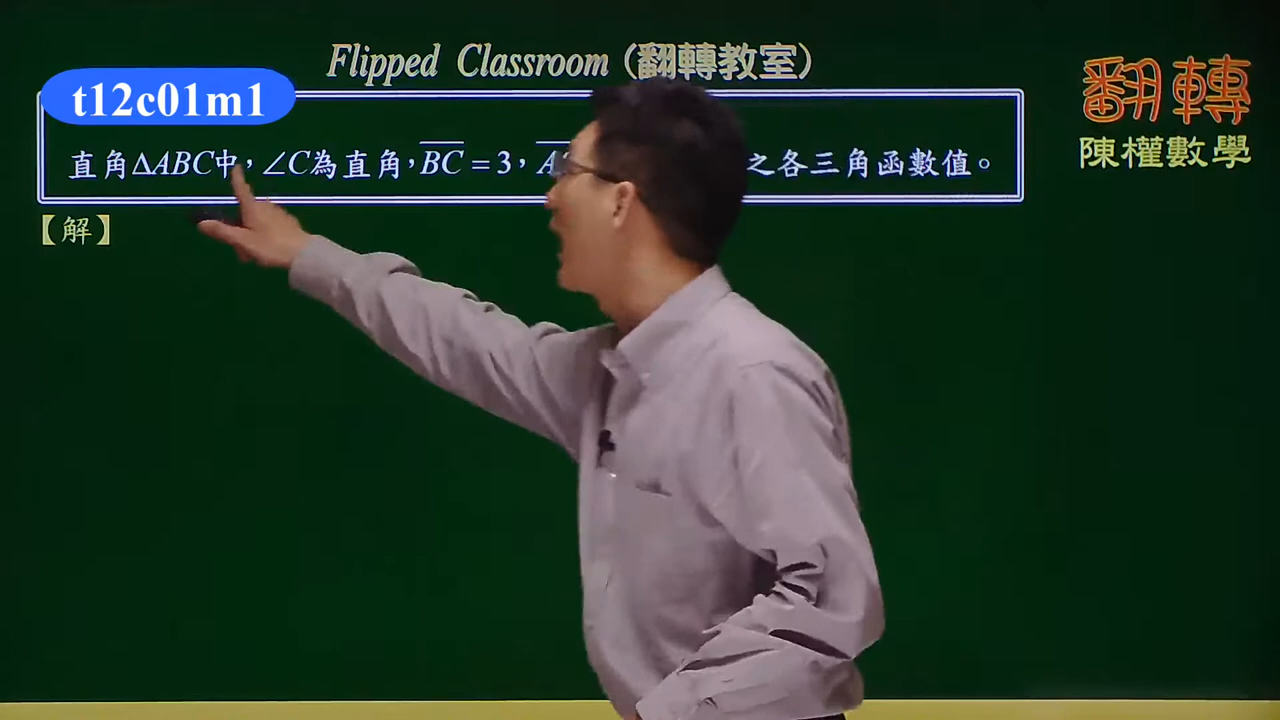 Flipped Classroom (翻轉教室)
翻轉
陳權數學
t12c01m1
直角ΔABC中,∠C為直角,BC = 3, A 之各三角函數值。
【解】